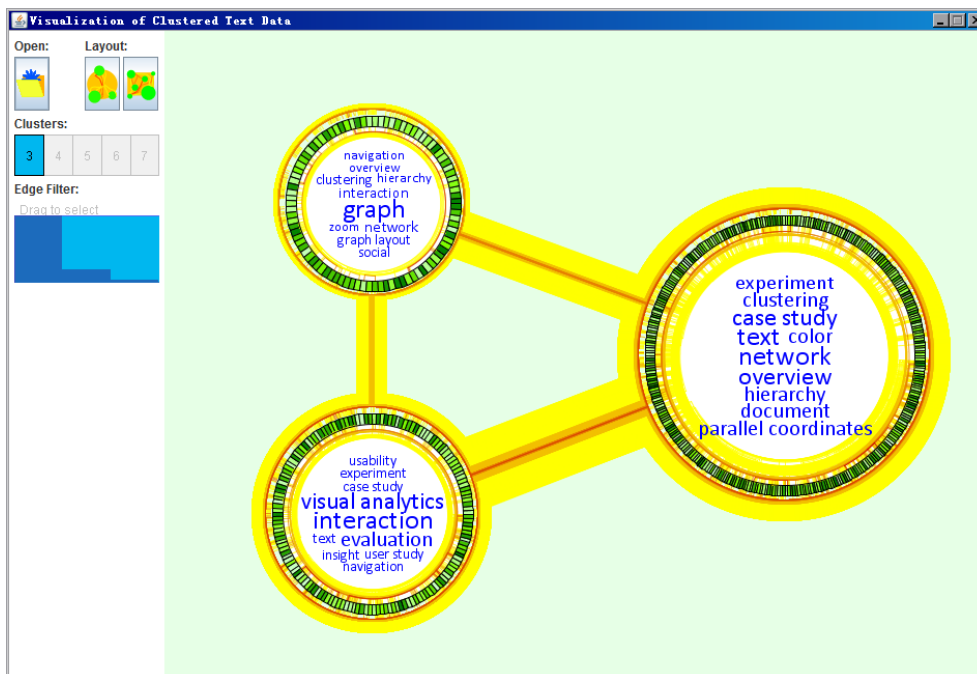 Visualization of Clustered Text Data
Open: Layout:
Clusters:
3 4 5 6 7
Edge Filter:
Drag to select
navigation
overview
clustering hierarchy
interaction
graph
zoom network
graph layout
social
experiment
clustering
case study
text color
network
overview
hierarchy
document
parallel coordinates
usability
experiment
case study
visual analytics
interaction
text evaluation
insight user study
navigation